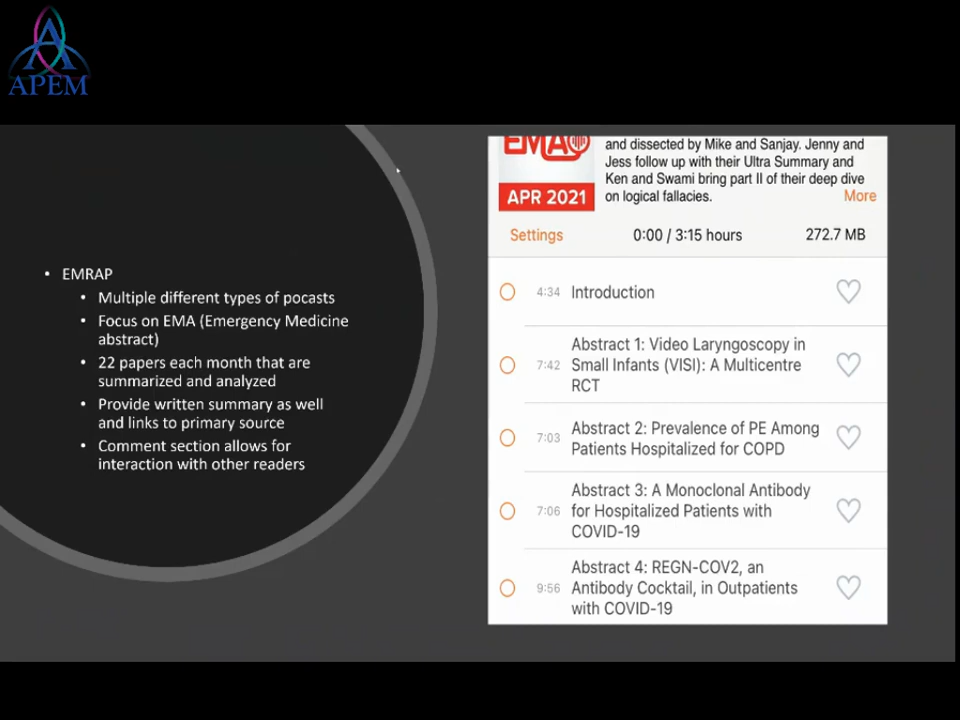 APEM
• EMRAP
• Multiple different types of pocasts
• Focus on EMA (Emergency Medicine
abstract)
• 22 papers each month that are
summarized and analyzed
• Provide written summary as well
and links to primary source
• Comment section allows for
interaction with other readers
EMA
APR 2021
and dissected by Mike and Sanjay. Jenny and
Jess follow up with their Ultra Summary and
Ken and Swami bring part II of their deep dive
on logical fallacies.
More
Settings 0:00 / 3:15 hours 272.7 MB
4:34 Introduction
Abstract 1: Video Laryngoscopy in
7:42 Small Infants (VISI): A Multicentre
RCT
Abstract 2: Prevalence of PE Among
7:03 Patients Hospitalized for COPD
Abstract 3: A Monoclonal Antibody
7:06 for Hospitalized Patients with
COVID-19
Abstract 4: REGN-COV2, an
9:56 Antibody Cocktail, in Outpatients
with COVID-19